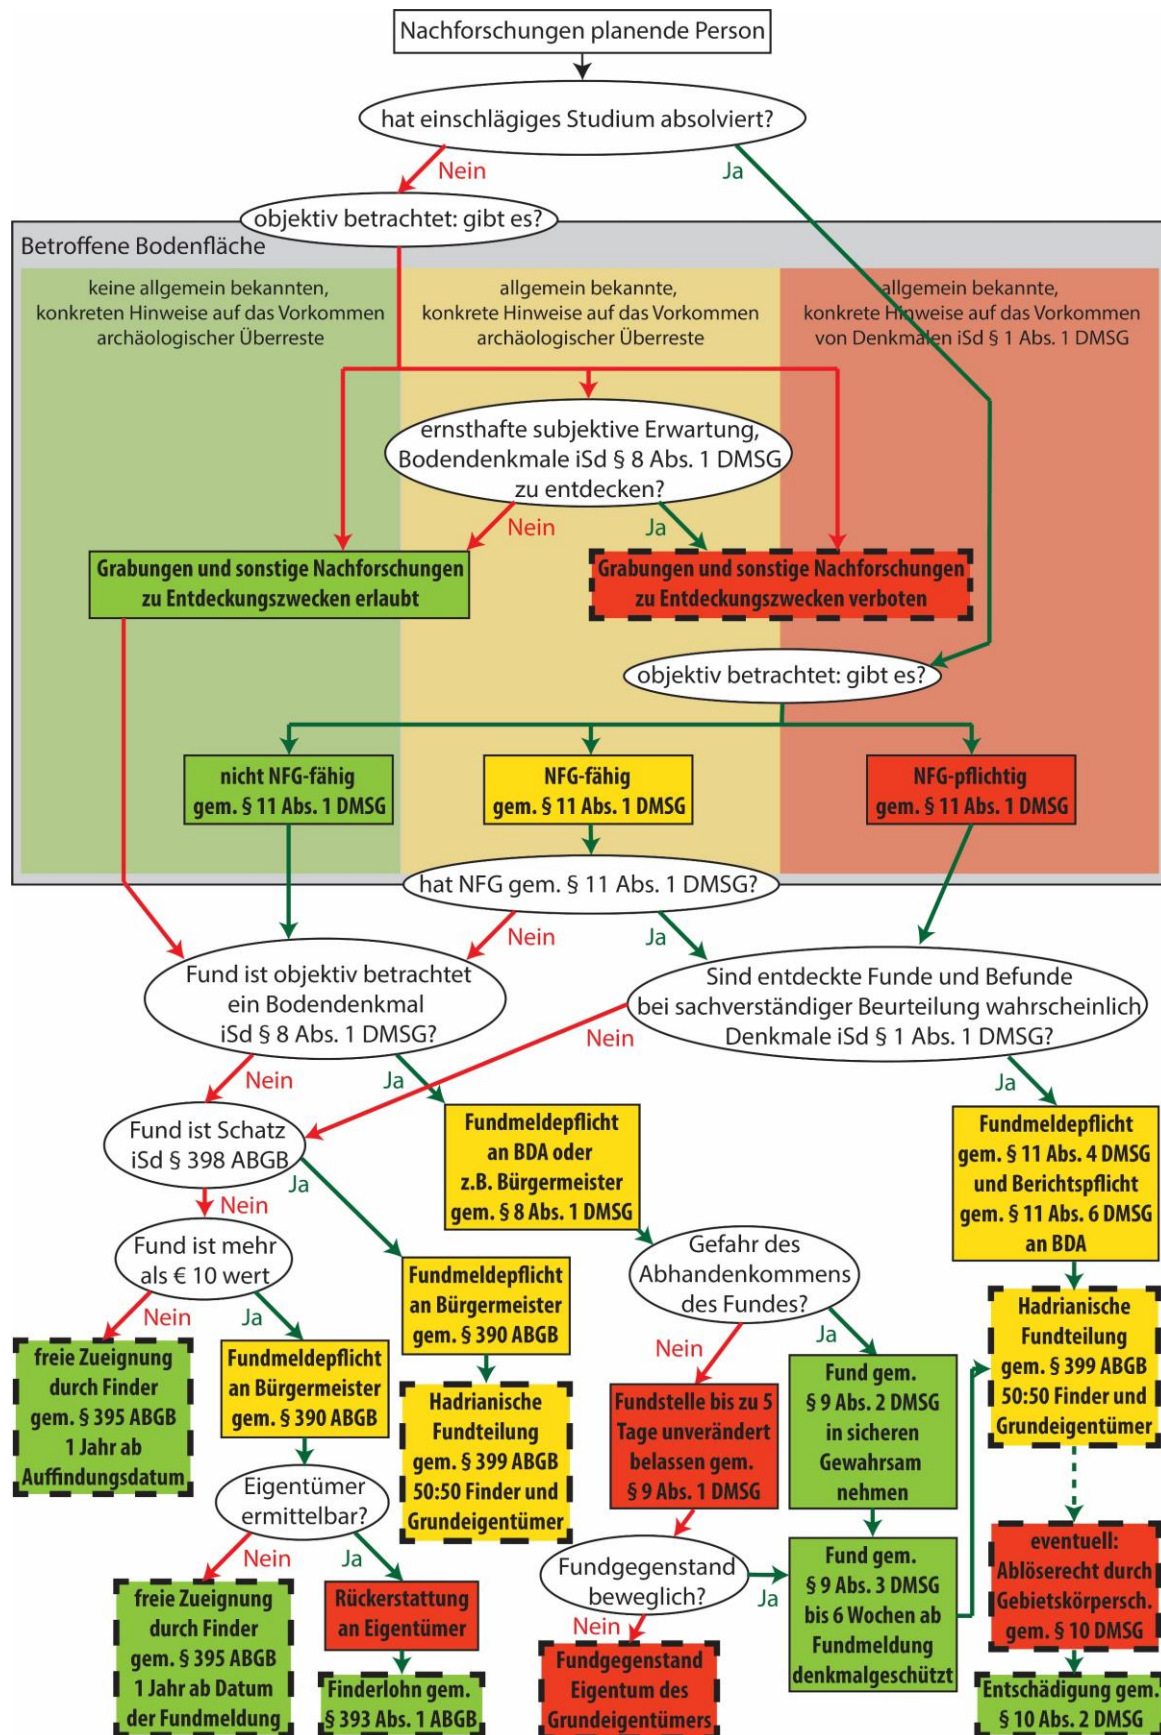 Nachforschungen planende Person
hat einschlägiges Studium absolviert?
Nein
Ja
objektiv betrachtet: gibt es?
Betroffene Bodenfläche
keine allgemein bekannten,
konkreten Hinweise auf das Vorkommen
archäologischer Überreste
allgemein bekannte,
konkrete Hinweise auf das Vorkommen
archäologischer Überreste
allgemein bekannte,
konkrete Hinweise auf das Vorkommen
von Denkmalen iSd § 1 Abs. 1 DMSG
ernsthafte subjektive Erwartung,
Bodendenkmale iSd § 8 Abs. 1 DMSG
zu entdecken?
Nein
Ja
Grabungen und sonstige Nachforschungen
zu Entdeckungszwecken erlaubt
Grabungen und sonstige Nachforschungen
zu Entdeckungszwecken verboten
objektiv betrachtet: gibt es?
nicht NFG-fähig
gem. § 11 Abs. 1 DMSG
NFG-fähig
gem. § 11 Abs. 1 DMSG
NFG-pflichtig
gem. § 11 Abs. 1 DMSG
hat NFG gem. § 11 Abs. 1 DMSG?
Nein
Ja
Fund ist objektiv betrachtet
ein Bodendenkmal
iSd § 8 Abs. 1 DMSG?
Sind entdeckte Funde und Befunde
bei sachverständiger Beurteilung wahrscheinlich
Denkmale iSd § 1 Abs. 1 DMSG?
Nein
Ja
Nein
Ja
Fund ist Schatz
iSd § 398 ABGB
Nein
Ja
Fundmeldepflicht
an BDA oder
z.B. Bürgermeister
gem. § 8 Abs. 1 DMSG
Fundmeldepflicht
gem. § 11 Abs. 4 DMSG
und Berichtspflicht
gem. § 11 Abs. 6 DMSG
an BDA
Fund ist mehr
als € 10 wert
Nein
Ja
Fundmeldepflicht
an Bürgermeister
gem. § 390 ABGB
Gefahr des
Abhandenkommens
des Fundes?
Nein
Ja
Hadrianische
Fundteilung
gem. § 399 ABGB
50:50 Finder und
Grundeigentümer
freie Zueignung
durch Finder
gem. § 395 ABGB
1 Jahr ab
Auffindungsdatum
Fundmeldepflicht
an Bürgermeister
gem. § 390 ABGB
Hadrianische
Fundteilung
gem. § 399 ABGB
50:50 Finder und
Grundeigentümer
Fundstelle bis zu 5
Tage unverändert
belassen gem.
§ 9 Abs. 1 DMSG
Fund gem.
§ 9 Abs. 2 DMSG
in sicheren
Gewahrsam
nehmen
Eigentümer
ermittelbar?
Nein
Ja
Fundgegenstand
beweglich?
Ja
Nein
Fund gem.
§ 9 Abs. 3 DMSG
bis 6 Wochen ab
Fundmeldung
denkmalgeschützt
eventuell:
Ablöserecht durch
Gebietskörpersch.
gem. § 10 DMSG
freie Zueignung
durch Finder
gem. § 395 ABGB
1 Jahr ab Datum
der Fundmeldung
Rückerstattung
an Eigentümer
Finderlohn gem.
§ 393 Abs. 1 ABGB
Fundgegenstand
Eigentum des
Grundeigentümers
Entschädigung gem.
§ 10 Abs. 2 DMSG